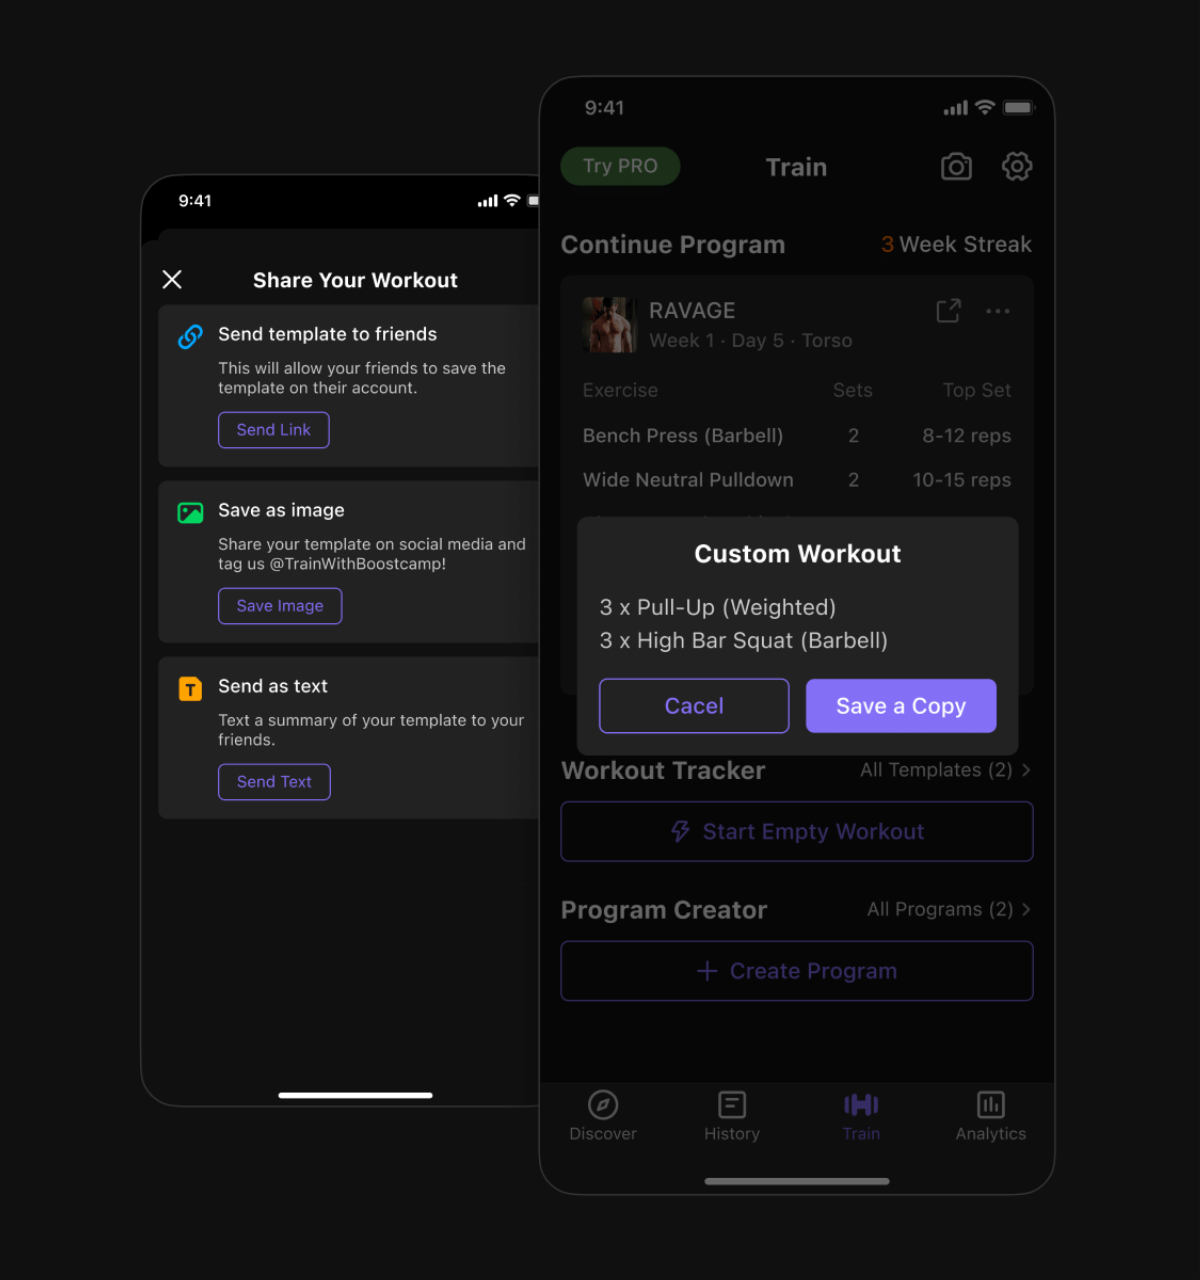 9:41
Share Your Workout
Send template to friends
This will allow your friends to save the
template on their account.
Send Link
Save as image
Share your template on social media and
tag us @TrainWithBoostcamp!
Save Image
T
Send as text
Text a summary of your template to your
friends.
Send Text
9:41
Try PRO
Train
Continue Program
3 Week Streak
RAVAGE
Week 1 · Day 5 · Torso
Exercise Sets Top Set
Bench Press (Barbell) 2 8-12 reps
Wide Neutral Pulldown 2 10-15 reps
Custom Workout
3 x Pull-Up (Weighted)
3 x High Bar Squat (Barbell)
Cacel
Save a Copy
Workout Tracker
All Templates (2) >
Start Empty Workout
Program Creator
All Programs (2) >
+ Create Program
Discover
History
Train
Analytics